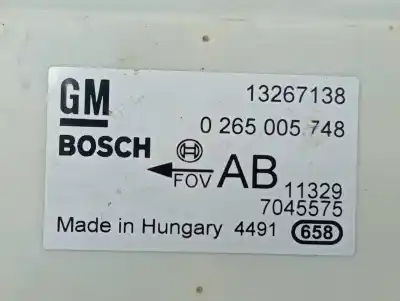 GM 13267138
0 265 005 748
BOSCH
FOV AB 11329
7045575
Made in Hungary 4491 658